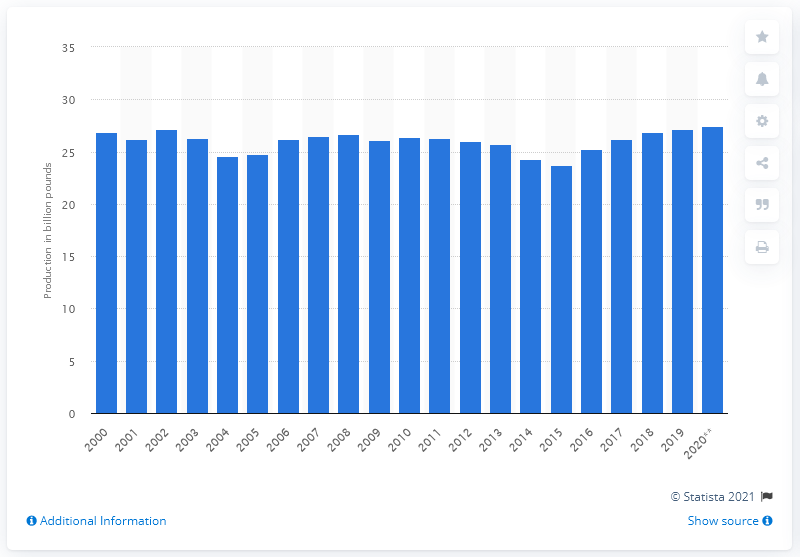 35
30
25
20
15
10
5
0
Production in billion pounds
2000 2001 2002 2003 2004 2005 2006 2007 2008 2009 2010 2011 2012 2013 2014 2015 2016 2017 2018 2019 2020**
© Statista 2021
Additional Information
Show source